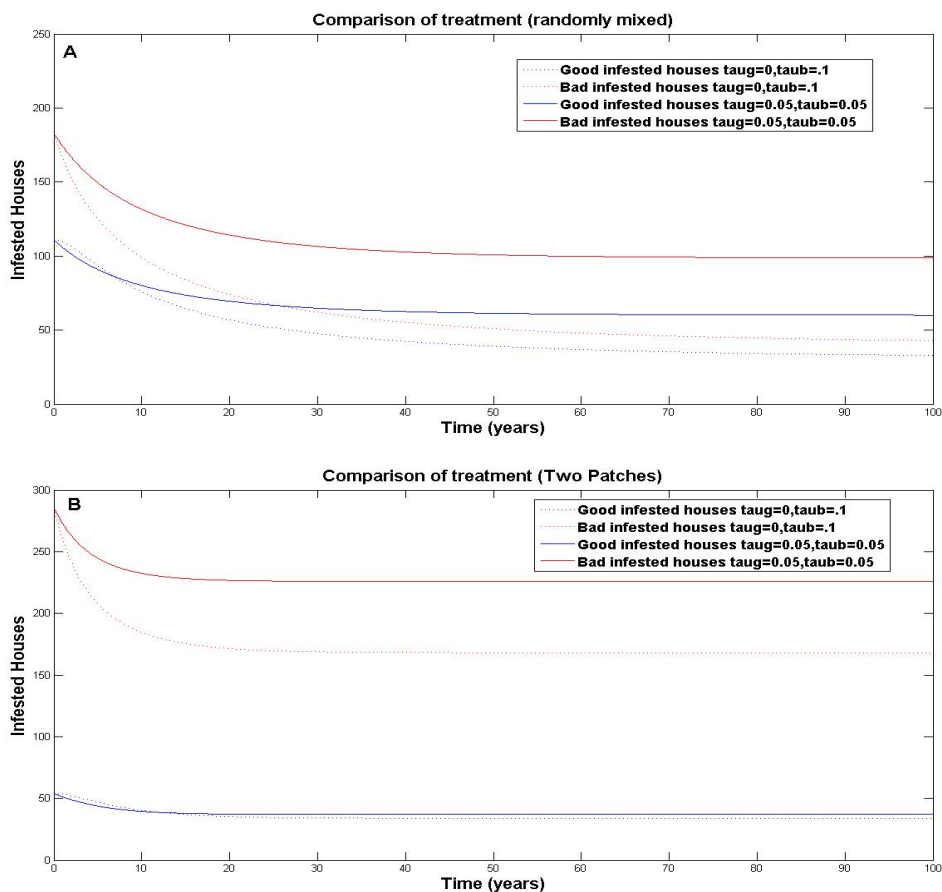 Comparison of treatment (randomly mixed)
A
250
200
150
100
50
0
Infested Houses
Good infested houses taug=0,taub=.1
Bad infested houses taug=0,taub=.1
Good infested houses taug=0.05,taub=0.05
Bad infested houses taug=0.05,taub=0.05
0 10 20 30 40 50 60 70 80 90 100
Time (years)
Comparison of treatment (Two Patches)
B
300
250
200
150
100
50
0
Infested Houses
Good infested houses taug=0,taub=.1
Bad infested houses taug=0,taub=.1
Good infested houses taug=0.05,taub=0.05
Bad infested houses taug=0.05,taub=0.05
0 10 20 30 40 50 60 70 80 90 100
Time (years)